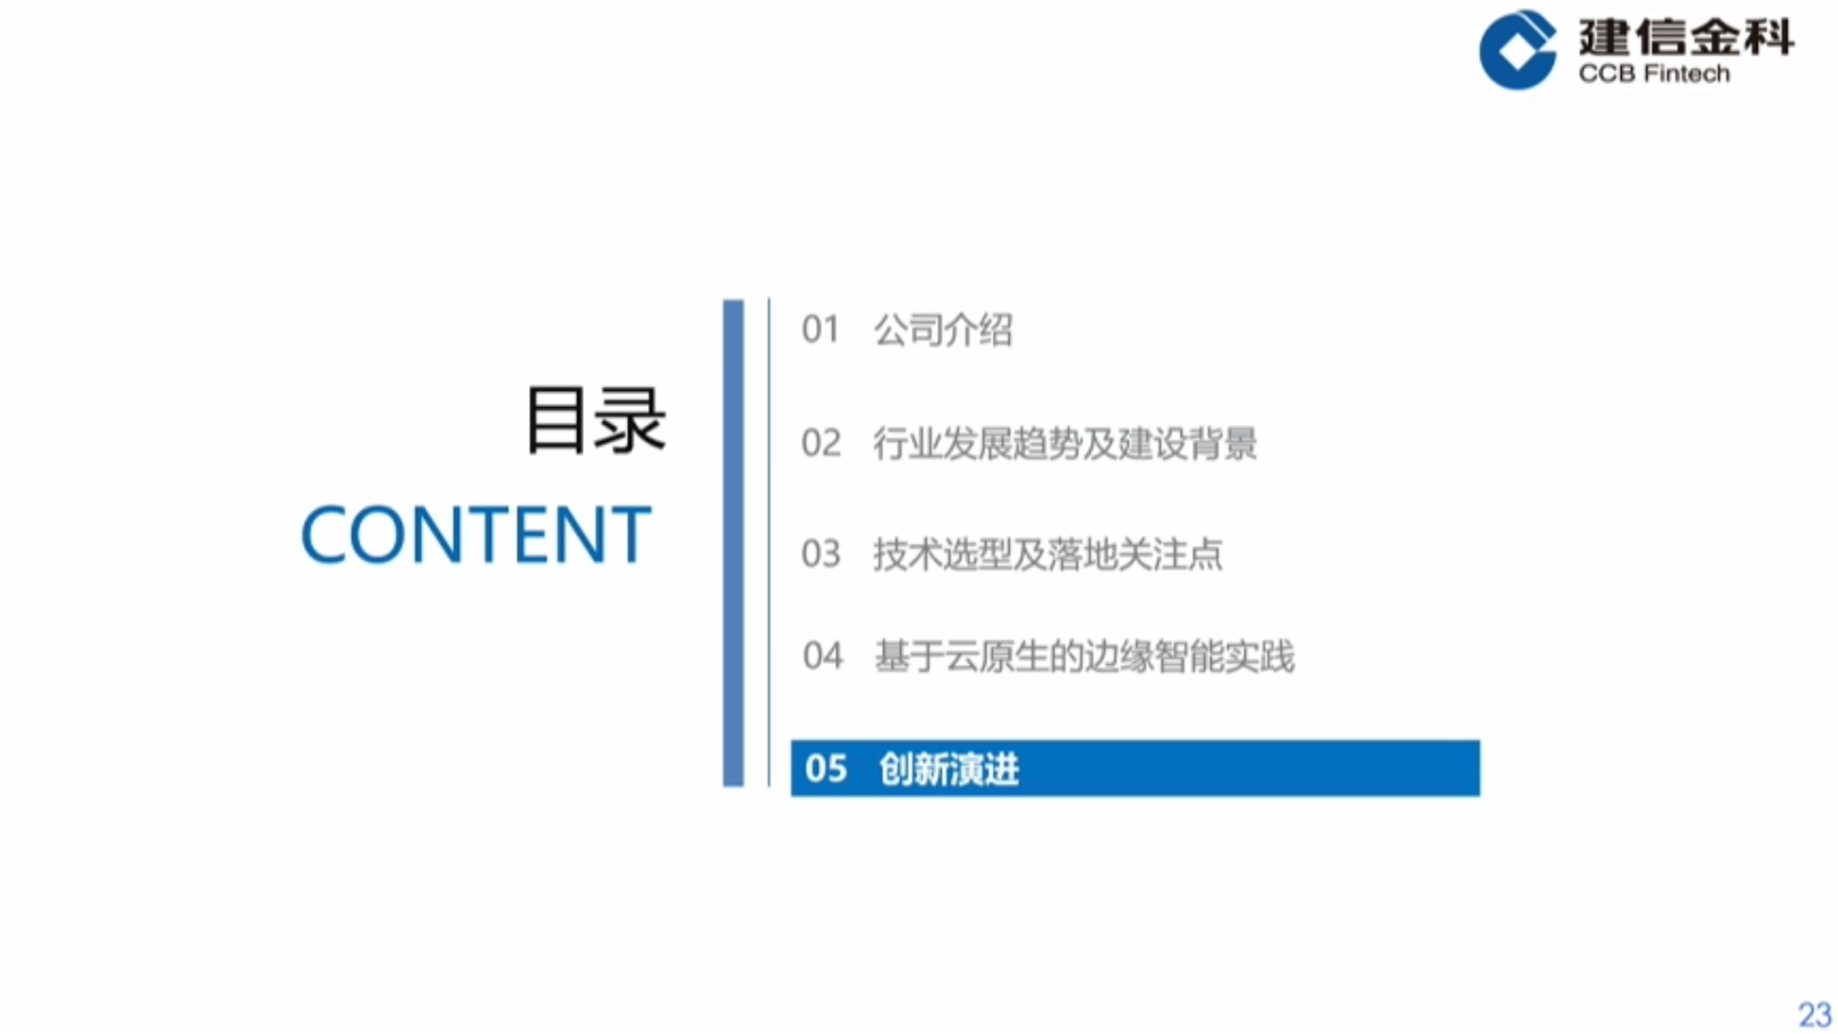 建信金科
CCB Fintech
目录
CONTENT
01 公司介绍
02 行业发展趋势及建设背景
03 技术选型及落地关注点
04 基于云原生的边缘智能实践
05 创新演进
23